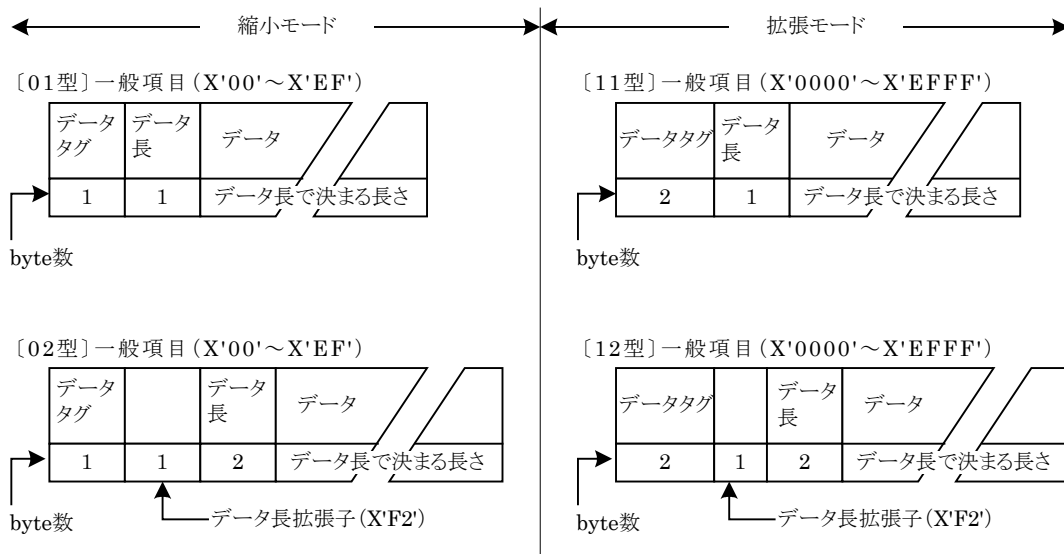 縮小モード
拡張モード
〔01型〕一般項目(X'00'～X'EF')
データタグ
データ長
データ
1
1
データ長で決まる長さ
byte数
〔11型〕一般項目(X'0000'～X'EFFF')
データタグ
データ長
データ
2
1
データ長で決まる長さ
byte数
〔02型〕一般項目(X'00'～X'EF')
データタグ
データ長
データ
1
1
2
データ長で決まる長さ
byte数
データ長拡張子(X'F2')
〔12型〕一般項目(X'0000'～X'EFFF')
データタグ
データ長
データ
2
1
2
データ長で決まる長さ
byte数
データ長拡張子(X'F2')